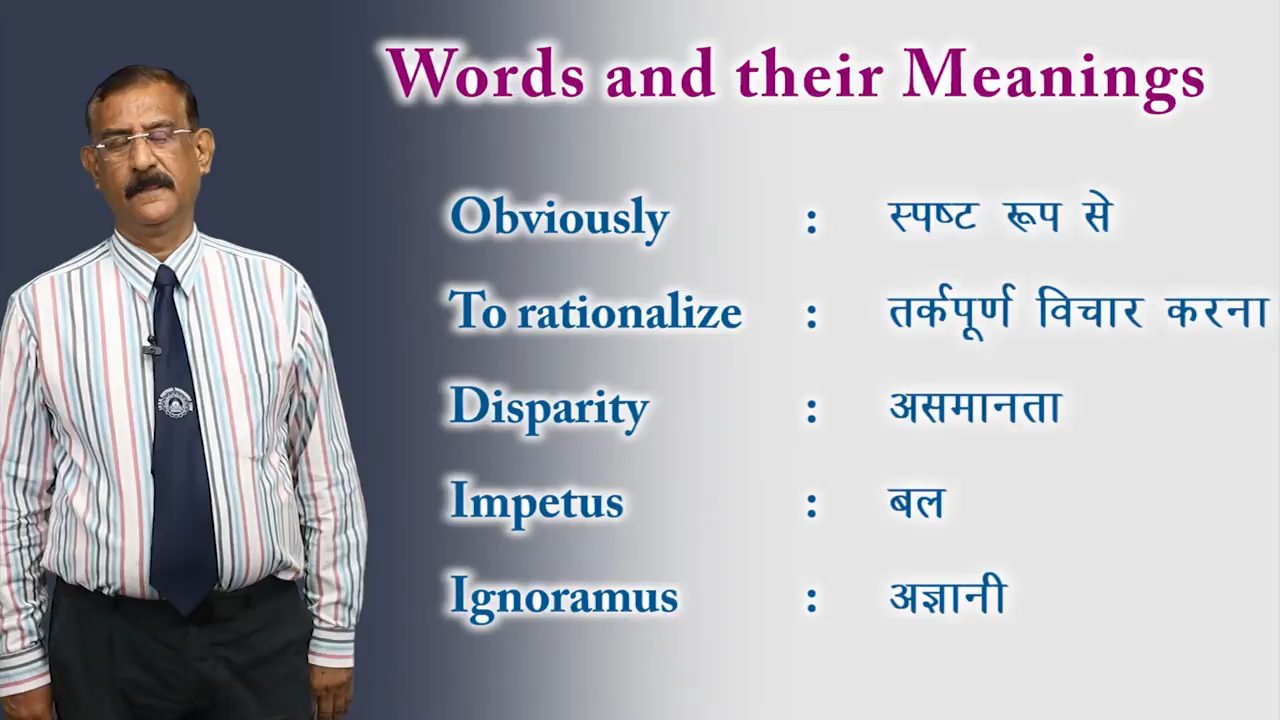 Words and their Meanings
Obviously : स्पष्ट रूप से
To rationalize : तर्कपूर्ण विचार करना
Disparity : असमानता
Impetus : बल
Ignoramus : अज्ञानी